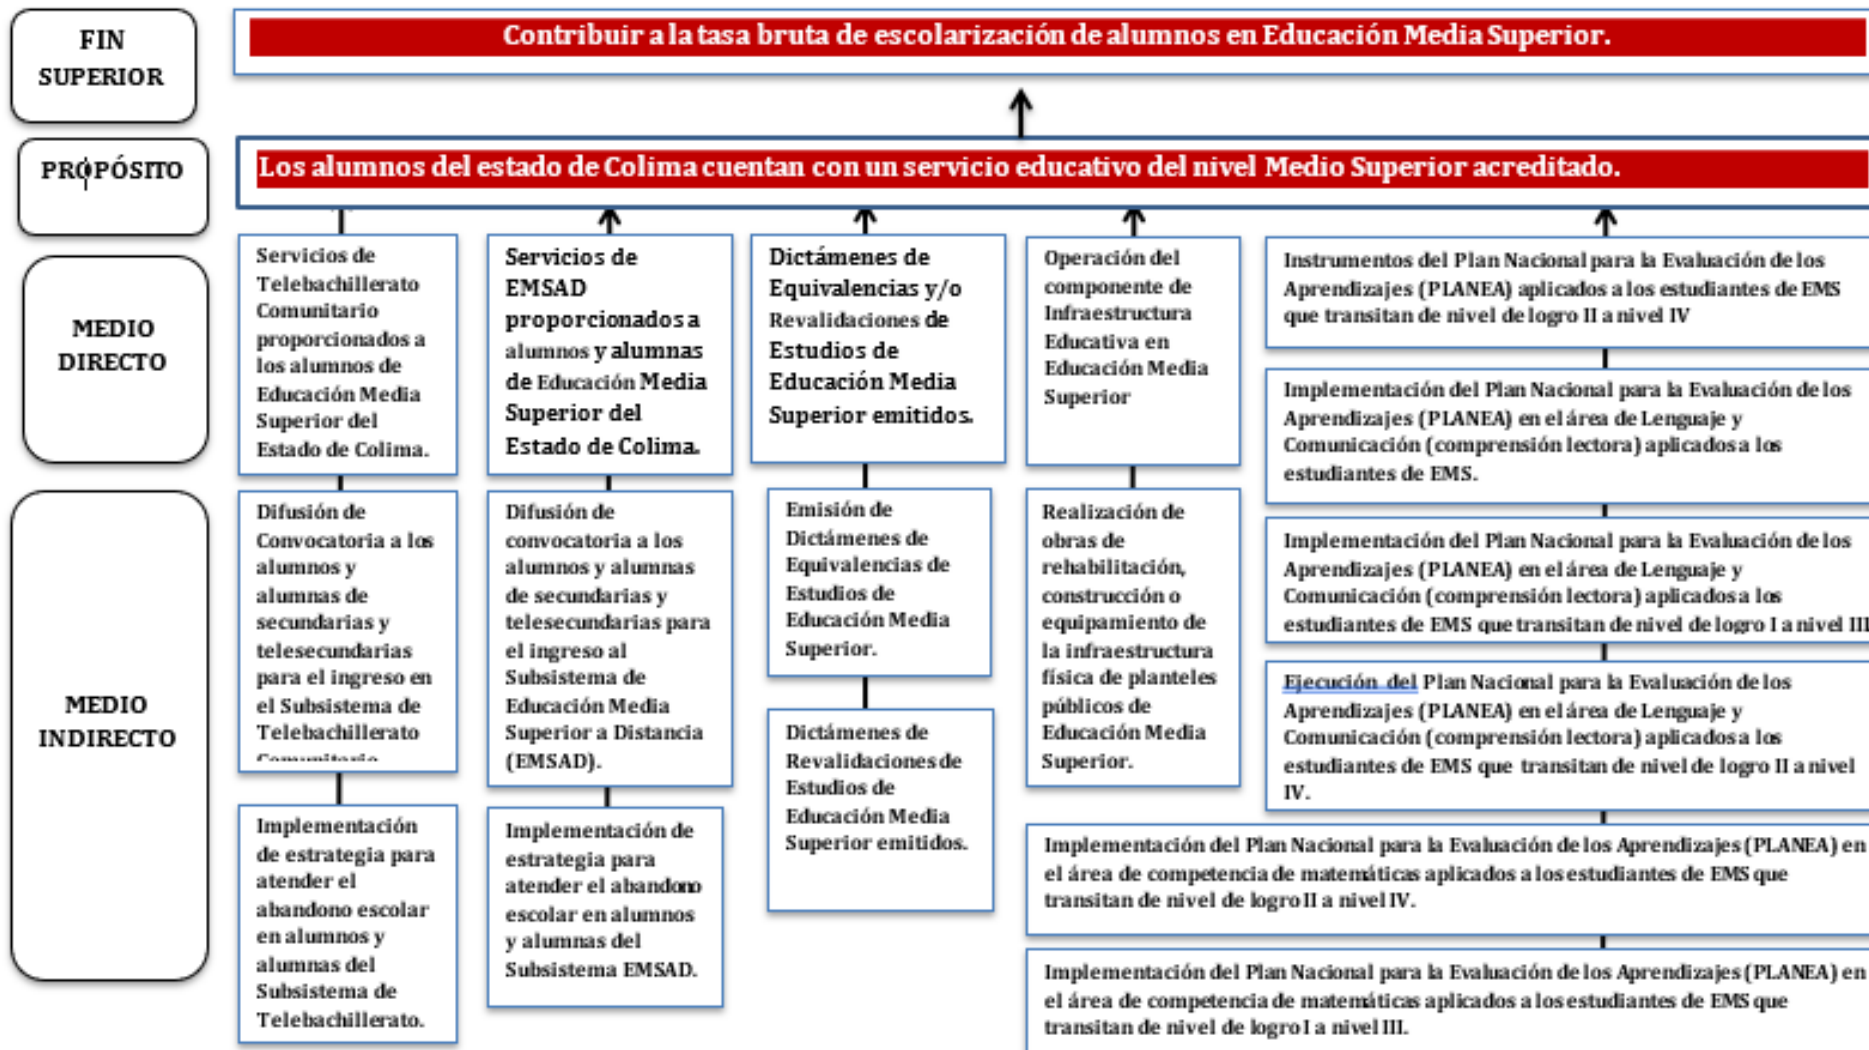 FIN
SUPERIOR
Contribuir a la tasa bruta de escolarización de alumnos en Educación Media Superior.
PROPÓSITO
Los alumnos del estado de Colima cuentan con un servicio educativo del nivel Medio Superior acreditado.
MEDIO
DIRECTO
Servicios de
Telebachillerato
Comunitario
proporcionados a
los alumnos de
Educación Media
Superior del
Estado de Colima.
Servicios de
EMSAD
proporcionados a
alumnos y alumnas
de Educación Media
Superior del
Estado de Colima.
Dictámenes de
Equivalencias y/o
Revalidaciones de
Estudios de
Educación Media
Superior emitidos.
Operación del
componente de
Infraestructura
Educativa en
Educación Media
Superior
Instrumentos del Plan Nacional para la Evaluación de los
Aprendizajes (PLANEA) aplicados a los estudiantes de EMS
que transitan de nivel de logro II a nivel IV
Implementación del Plan Nacional para la Evaluación de los
Aprendizajes (PLANEA) en el área de Lenguaje y
Comunicación (comprensión lectora) aplicados a los
estudiantes de EMS.
MEDIO
INDIRECTO
Difusión de
Convocatoria a los
alumnos y
alumnas de
secundarias y
telesecundarias
para el ingreso en
el Subsistema de
Telebachillerato
Comunitario
Difusión de
convocatoria a los
alumnos y alumnas
de secundarias y
telesecundarias para
el ingreso al
Subsistema de
Educación Media
Superior a Distancia
(EMSAD).
Emisión de
Dictámenes de
Equivalencias de
Estudios de
Educación Media
Superior.
Realización de
obras de
rehabilitación,
construcción o
equipamiento de
la infraestructura
física de planteles
públicos de
Educación Media
Superior.
Implementación del Plan Nacional para la Evaluación de los
Aprendizajes (PLANEA) en el área de Lenguaje y
Comunicación (comprensión lectora) aplicados a los
estudiantes de EMS que transitan de nivel de logro I a nivel III
Ejecución del Plan Nacional para la Evaluación de los
Aprendizajes (PLANEA) en el área de Lenguaje y
Comunicación (comprensión lectora) aplicados a los
estudiantes de EMS que transitan de nivel de logro II a nivel
IV.
Implementación
de estrategia para
atender el
abandono escolar
en alumnos y
alumnas del
Subsistema de
Telebachillerato.
Implementación de
estrategia para
atender el abandono
escolar en alumnos
y alumnas del
Subsistema EMSAD.
Dictámenes de
Revalidaciones de
Estudios de
Educación Media
Superior emitidos.
Implementación del Plan Nacional para la Evaluación de los Aprendizajes (PLANEA) en
el área de competencia de matemáticas aplicados a los estudiantes de EMS que
transitan de nivel de logro II a nivel IV.
Implementación del Plan Nacional para la Evaluación de los Aprendizajes (PLANEA) en
el área de competencia de matemáticas aplicados a los estudiantes de EMS que
transitan de nivel de logro I a nivel III.